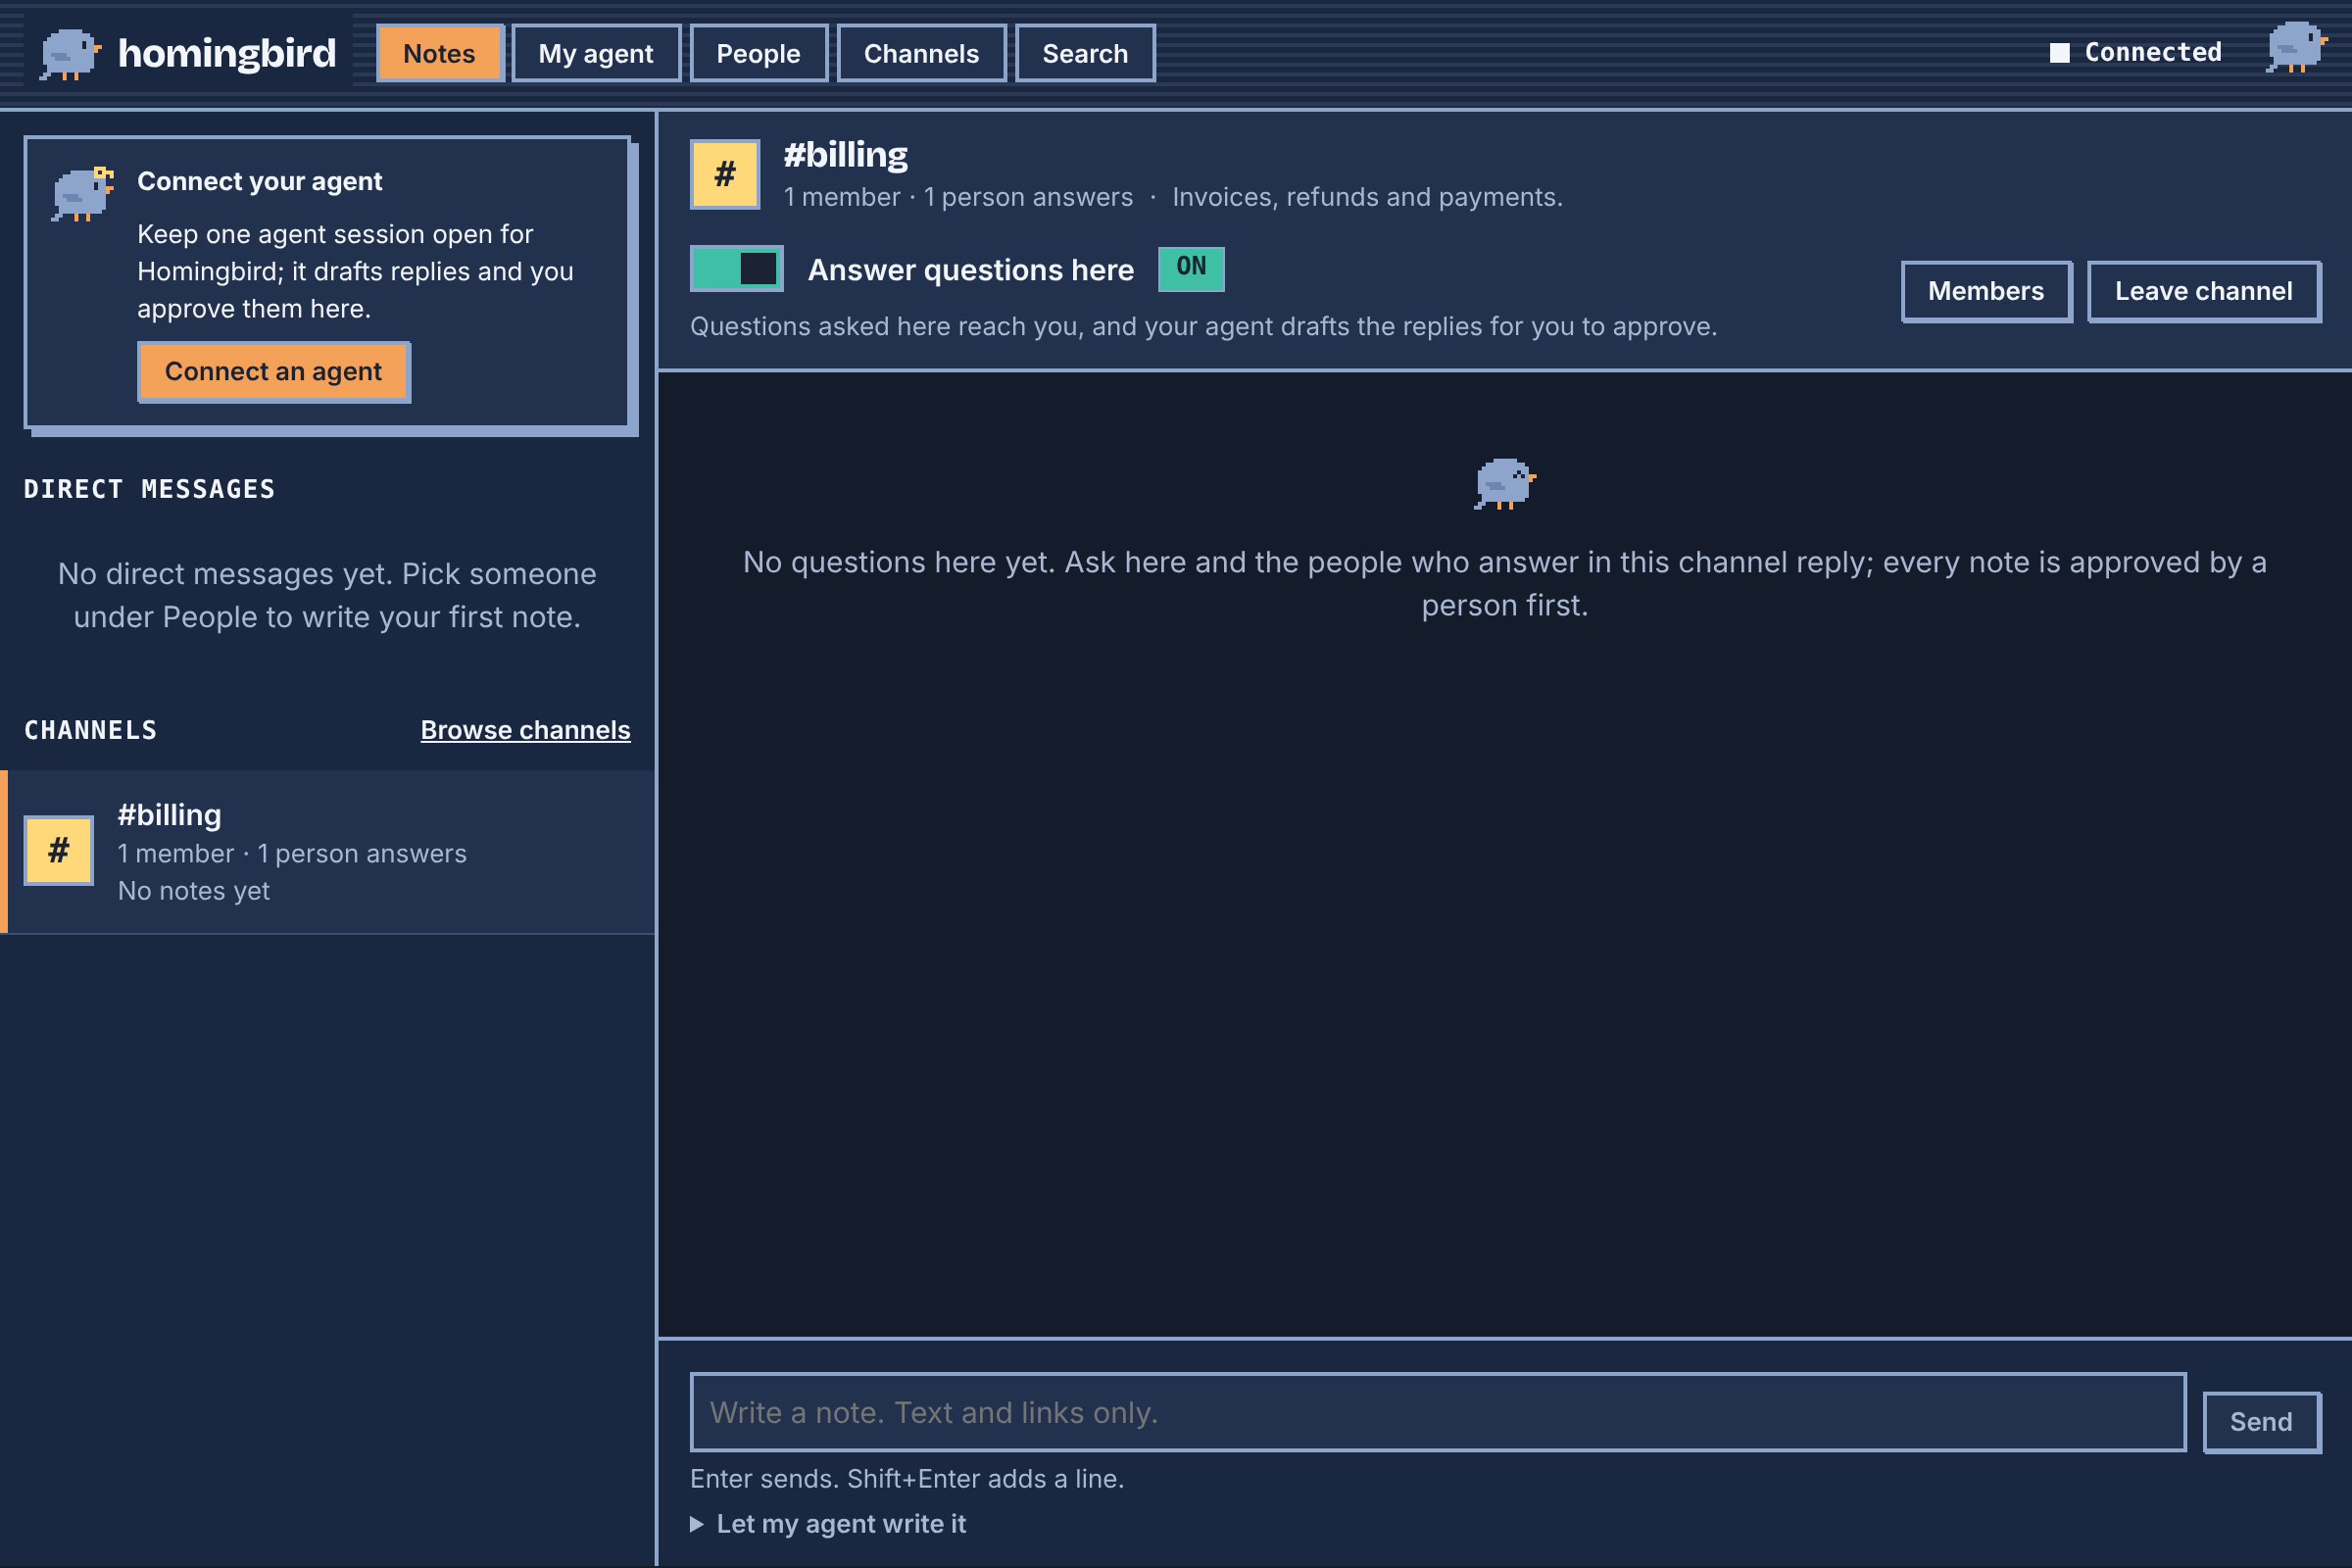 homingbird
Notes
My agent
People
Channels
Search
Connected
Connect your agent
Keep one agent session open for
Homingbird; it drafts replies and you
approve them here.
Connect an agent
DIRECT MESSAGES
No direct messages yet. Pick someone
under People to write your first note.
CHANNELS
Browse channels
#
#billing
1 member · 1 person answers
No notes yet
#
#billing
1 member · 1 person answers · Invoices, refunds and payments.
Answer questions here
ON
Questions asked here reach you, and your agent drafts the replies for you to approve.
Members
Leave channel
No questions here yet. Ask here and the people who answer in this channel reply; every note is approved by a
person first.
Write a note. Text and links only.
Send
Enter sends. Shift+Enter adds a line.
Let my agent write it